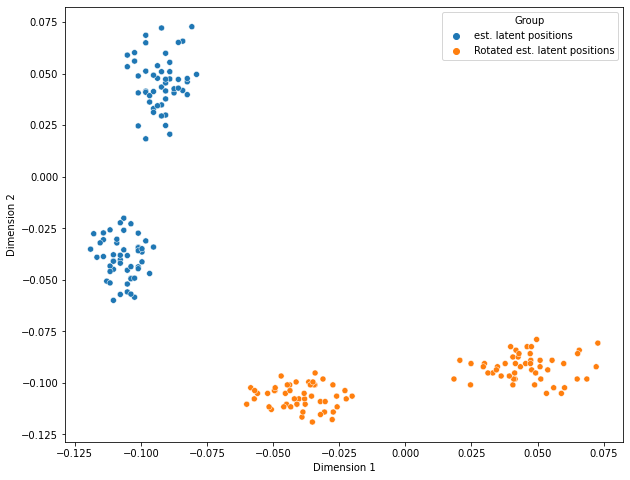 Group
est. latent positions
Rotated est. latent positions
0.075
0.050
0.025
0.000
−0.025
−0.050
−0.075
−0.100
−0.125
Dimension 2
−0.125 −0.100 −0.075 −0.050 −0.025 0.000 0.025 0.050 0.075
Dimension 1